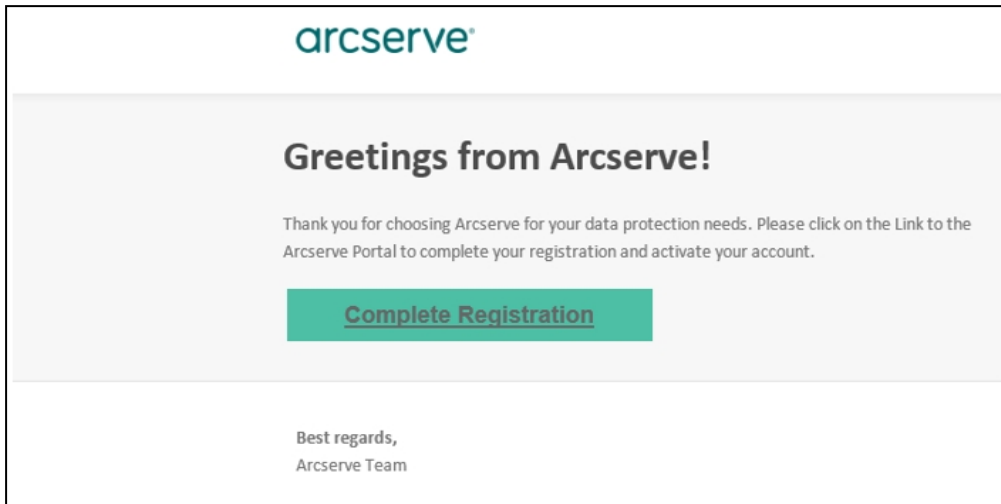 arcserve®
Greetings from Arcserve!
Thank you for choosing Arcserve for your data protection needs. Please click on the Link to the
Arcserve Portal to complete your registration and activate your account.
Complete Registration
Best regards,
Arcserve Team